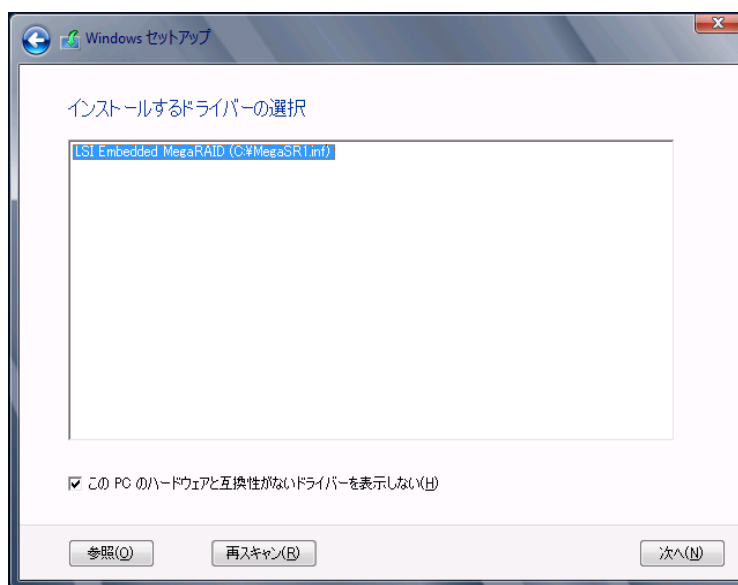 Windows セットアップ
インストールするドライバーの選択
LSI Embedded MegaRAID (C:¥MegaSR1.inf)
このPC のハードウェアと互換性がないドライバーを表示しない(H)
参照(O)
再スキャン(R)
次へ(N)